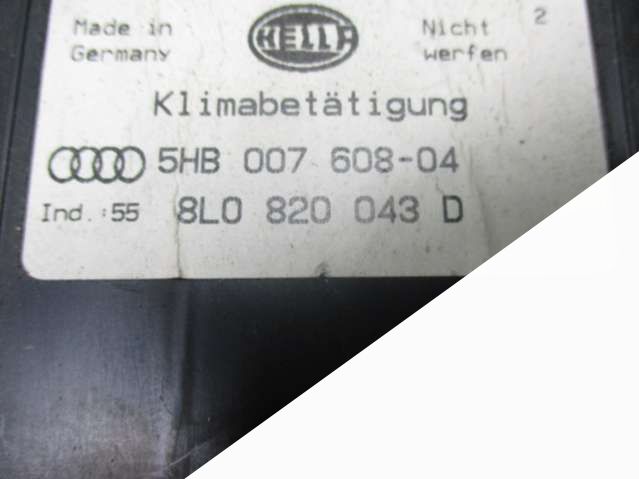 Made in Germany
HELLA
Nicht werfen
2
Klimabetätigung
5HB 007 608-04
Ind.:55 8L0 820 043 D